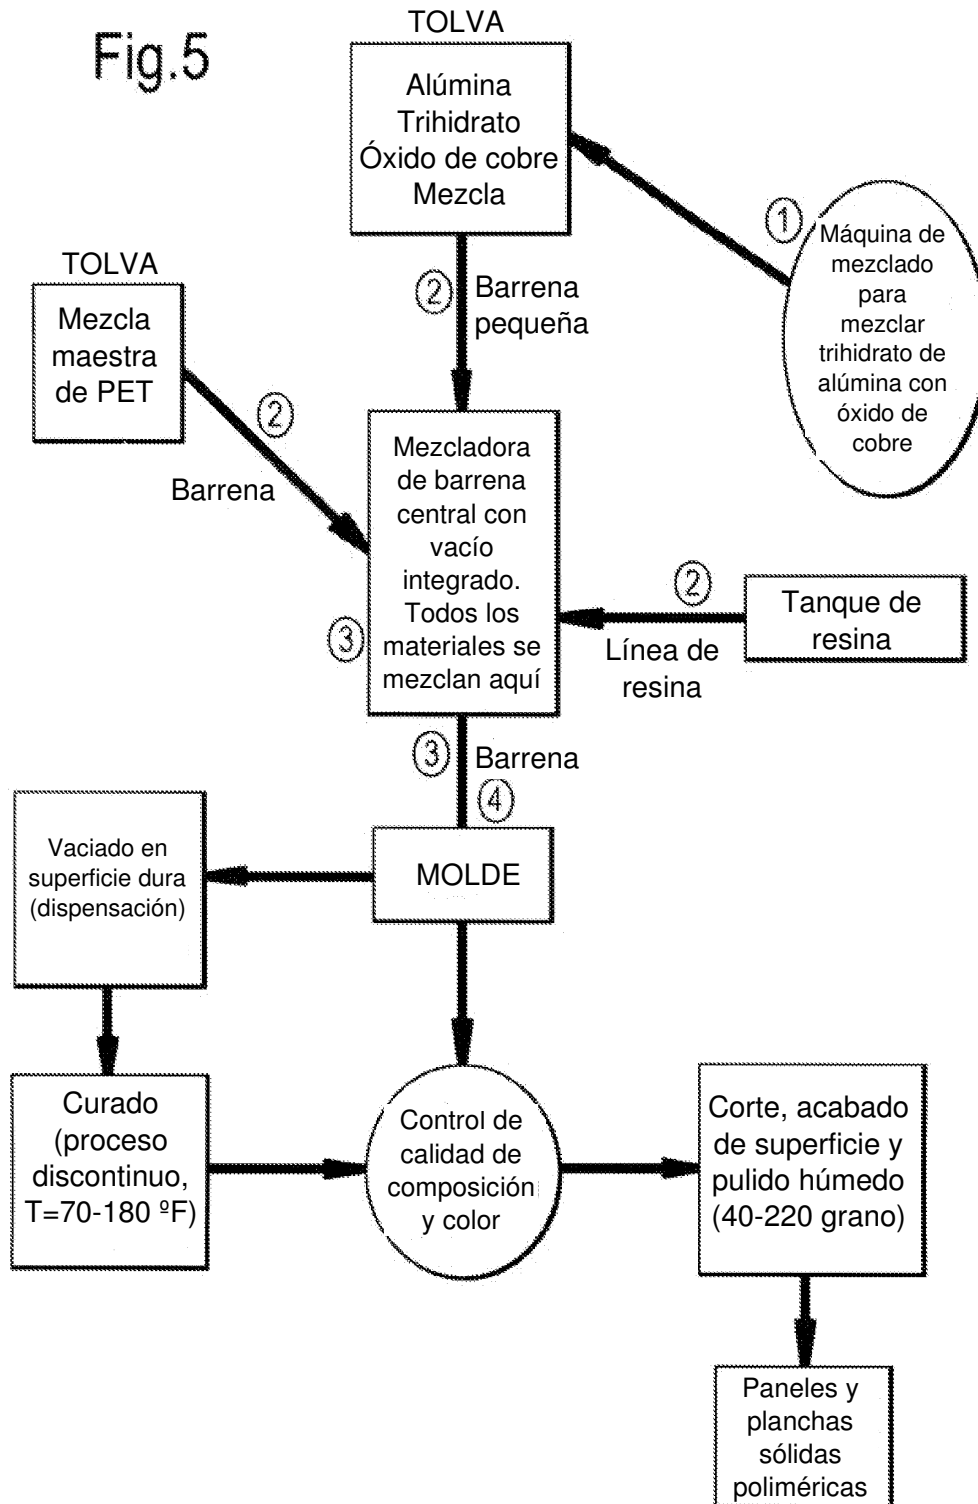 Fig.5
TOLVA
Alúmina
Trihidrato
Óxido de cobre
Mezcla
1
Máquina de
mezclado
para
mezclar
trihidrato de
alúmina con
óxido de
cobre
TOLVA
Mezcla
maestra
de PET
2
Barrena
pequeña
2
Barrena
Mezcladora
de barrena
central con
vacío
integrado.
Todos los
materiales se
mezclan aquí
3
2
Línea de
resina
Tanque de
resina
3
Barrena
4
MOLDE
Vaciado en
superficie dura
(dispensación)
Curado
(proceso
discontinuo,
T=70-180 ºF)
Control de
calidad de
composición
y color
Corte, acabado
de superficie y
pulido húmedo
(40-220 grano)
Paneles y
planchas
sólidas
poliméricas